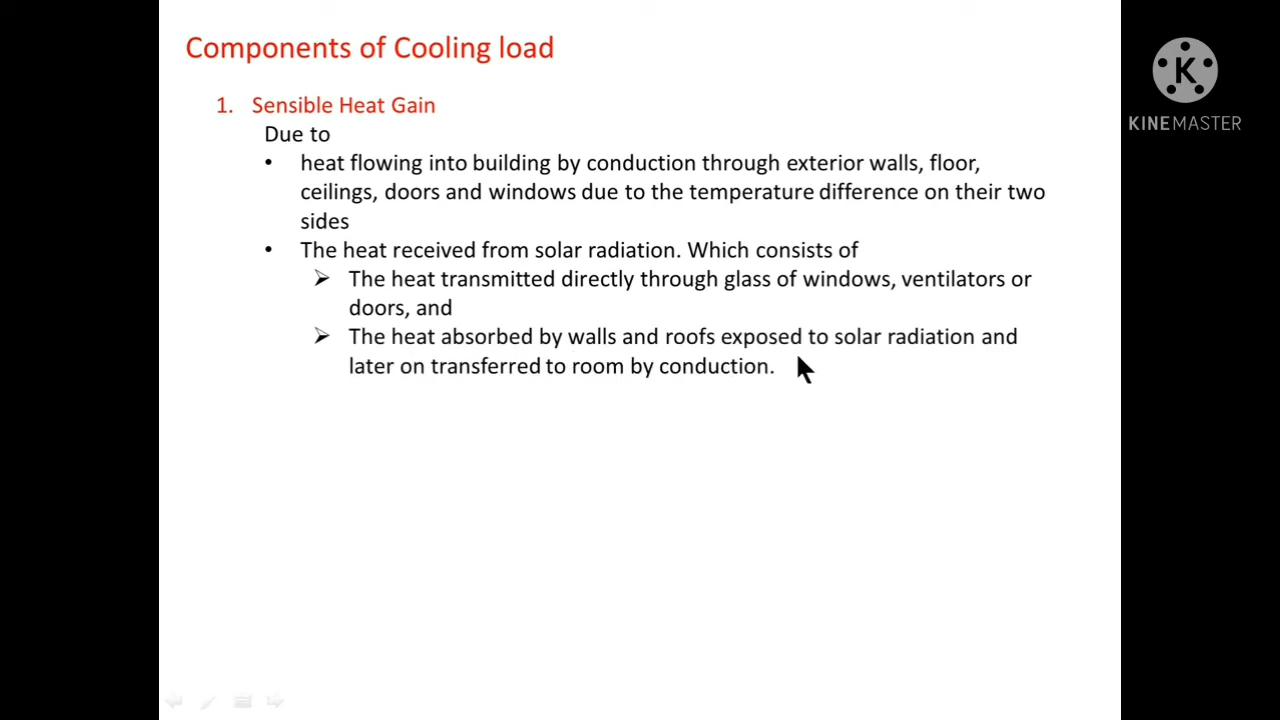 Components of Cooling load
1. Sensible Heat Gain
Due to
• heat flowing into building by conduction through exterior walls, floor,
ceilings, doors and windows due to the temperature difference on their two
sides
• The heat received from solar radiation. Which consists of
➢ The heat transmitted directly through glass of windows, ventilators or
doors, and
➢ The heat absorbed by walls and roofs exposed to solar radiation and
later on transferred to room by conduction.
K
KINEMASTER